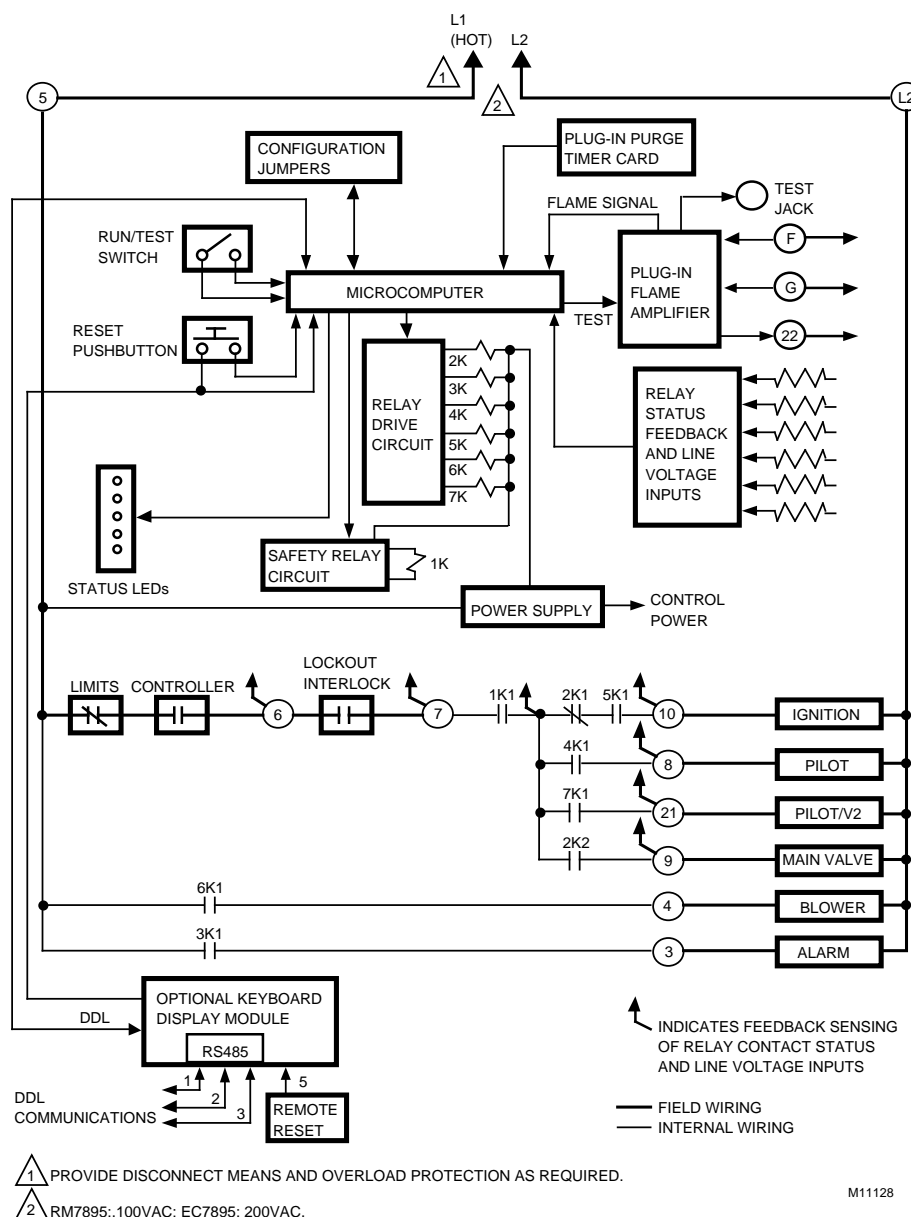 L1
(HOT)
L2
1
2
5
L2
CONFIGURATION
JUMPERS
PLUG-IN PURGE
TIMER CARD
FLAME SIGNAL
TEST
JACK
RUN/TEST
SWITCH
F
PLUG-IN
FLAME
AMPLIFIER
G
MICROCOMPUTER
TEST
22
RESET
PUSHBUTTON
RELAY
DRIVE
CIRCUIT
2K
3K
4K
5K
6K
7K
RELAY
STATUS
FEEDBACK
AND LINE
VOLTAGE
INPUTS
STATUS LEDs
SAFETY RELAY
CIRCUIT
1K
POWER SUPPLY
CONTROL
POWER
LIMITS
CONTROLLER
6
LOCKOUT
INTERLOCK
7
1K1
2K1
5K1
10
IGNITION
4K1
8
PILOT
7K1
21
PILOT/V2
2K2
9
MAIN VALVE
6K1
4
BLOWER
3K1
3
ALARM
DDL
OPTIONAL KEYBOARD
DISPLAY MODULE
RS485
1
2
3
5
DDL
COMMUNICATIONS
REMOTE
RESET
INDICATES FEEDBACK SENSING
OF RELAY CONTACT STATUS
AND LINE VOLTAGE INPUTS
FIELD WIRING
INTERNAL WIRING
1 PROVIDE DISCONNECT MEANS AND OVERLOAD PROTECTION AS REQUIRED.
2 RM7895:.100VAC; EC7895: 200VAC.
M11128